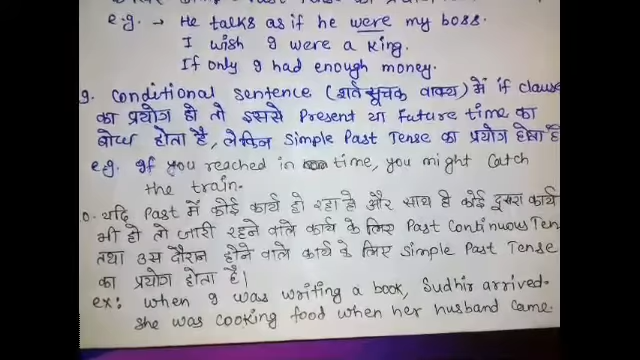 e.g. → He talks as if he were my boss.
I wish I were a king.
If only I had enough money.
9. Conditional Sentence (शर्तसूचक वाक्य) में if clause
का प्रयोग हो तो इससे Present या Future time का
बोध होता है, लेकिन Simple Past Tense का प्रयोग होता है
e.g. If you reached in time, you might catch
the train.
0. यदि Past में कोई कार्य हो रहा हो और साथ ही कोई दूसरा कार्य
भी हो तो जारी रहने वाले कार्य के लिए Past Continuous Ten
तथा उस दौरान होने वाले कार्य के लिए Simple Past Tense
का प्रयोग होता है।
ex: when I was writing a book, Sudhir arrived.
She was cooking food when her husband came.